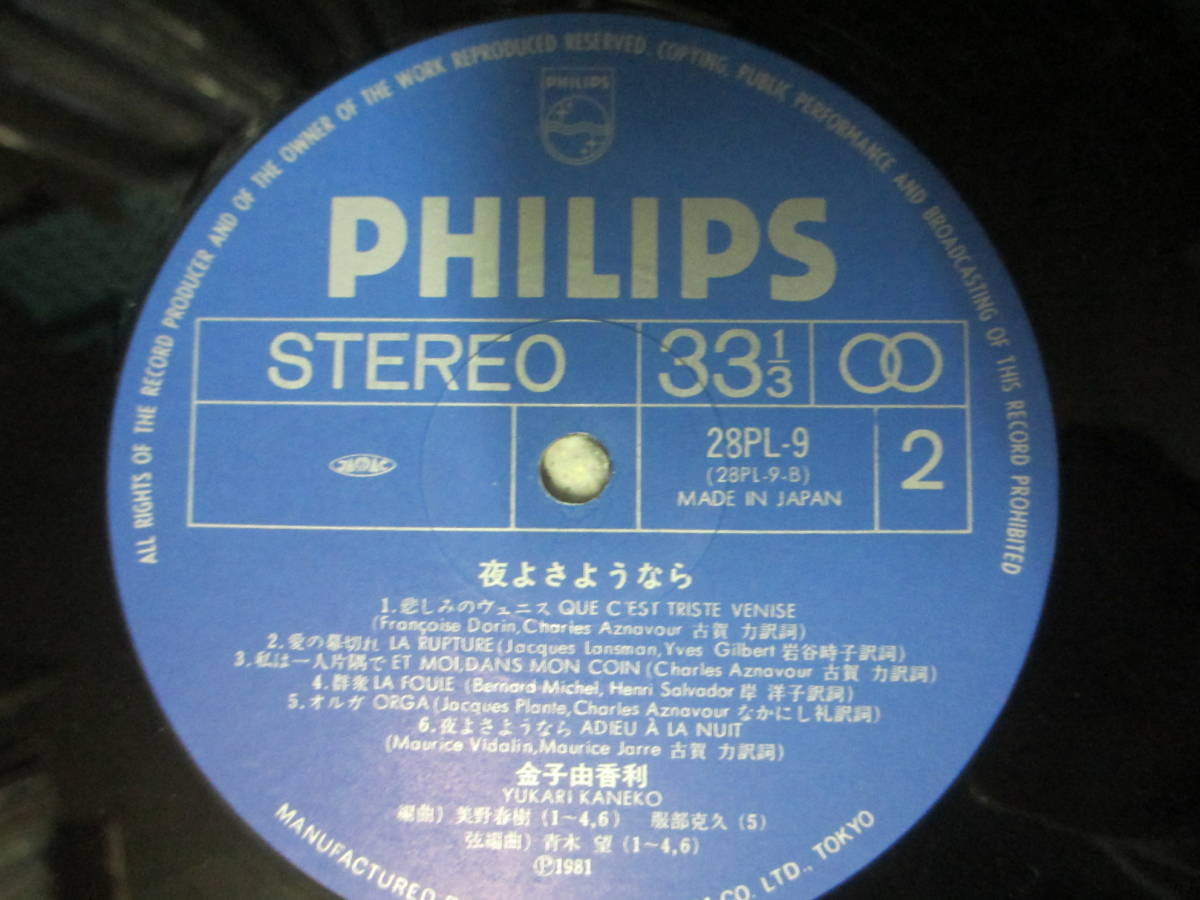 ALL RIGHTS OF THE RECORD PRODUCER AND OF THE OWNER OF THE WORK REPRODUCED RESERVED. COPYING, PUBLIC PERFORMANCE AND BROADCASTING OF THIS RECORD PROHIBITED
PHILIPS
PHILIPS
STEREO 33 1/3
28PL-9
(28PL-9-B)
MADE IN JAPAN
2
夜よさようなら
1.悲しみのヴェニス QUE C'EST TRISTE VENISE
(Françoise Dorin,Charles Aznavour 古賀 力訳詞)
2.愛の幕切れ LA RUPTURE(Jacques Lansman,Yves Gilbert 岩谷時子訳詞)
3.私は一人片隅で ET MOI,DANS MON COIN(Charles Aznavour 古賀 力訳詞)
4.群衆 LA FOULE (Bernard Michel, Henri Salvador 岸 洋子訳詞)
5.オルガ ORGA(Jacques Plante,Charles Aznavour なかにし礼訳詞)
6.夜よさようなら ADIEU À LA NUIT
(Maurice Vidalin,Maurice Jarre 古賀 力訳詞)
金子由香利
YUKARI KANEKO
編曲) 美野春樹 (1~4,6) 服部克久 (5)
弦編曲) 青木 望 (1~4,6)
Ⓟ1981
MANUFACTURED CO. LTD., TOKYO